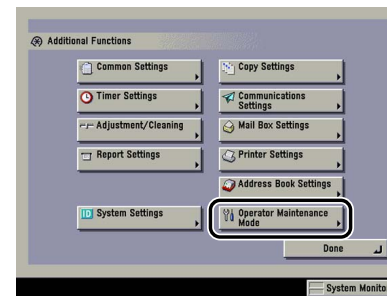 Additional Functions
Common Settings
Copy Settings
Timer Settings
Communications
Settings
Adjustment/Cleaning
Mail Box Settings
Report Settings
Printer Settings
Address Book Settings
ID System Settings
Operator Maintenance
Mode
Done
System Monito